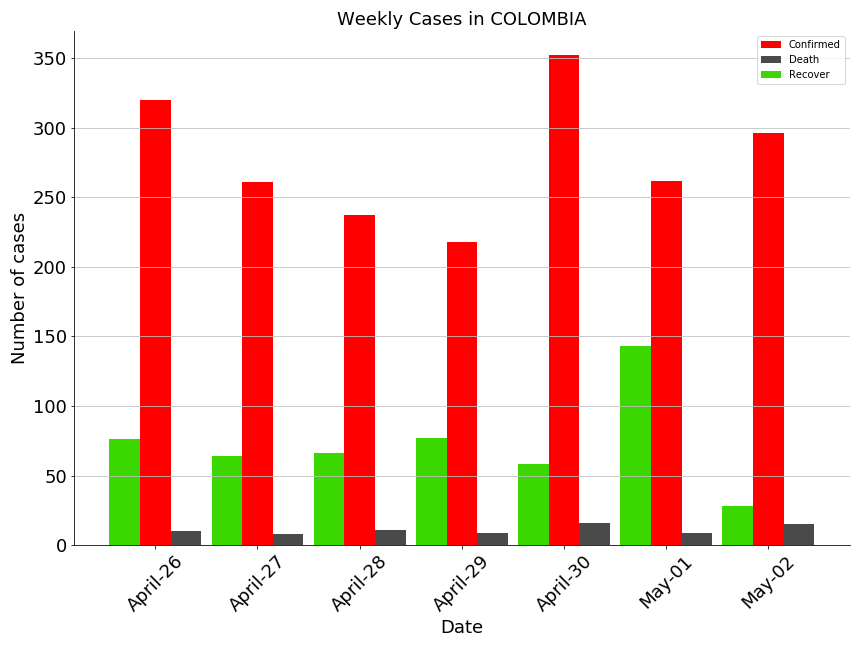 Weekly Cases in COLOMBIA
Confirmed
Death
Recover
Number of cases
350
300
250
200
150
100
50
0
April-26
April-27
April-28
April-29
April-30
May-01
May-02
Date